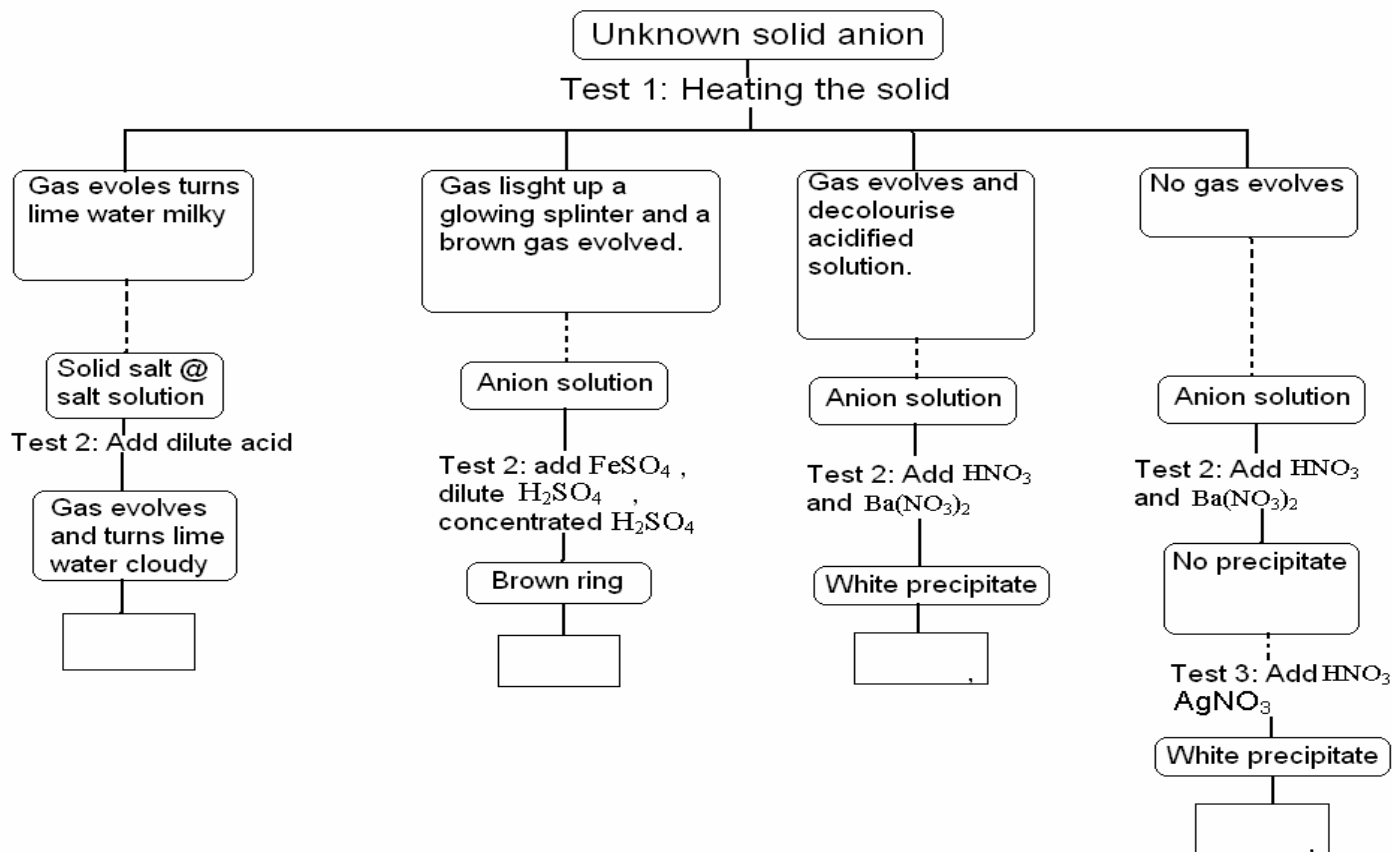 Unknown solid anion
Test 1: Heating the solid
Gas evoles turns
lime water milky
Solid salt @
salt solution
Test 2: Add dilute acid
Gas evolves
and turns lime
water cloudy
Gas lisght up a
glowing splinter and a
brown gas evolved.
Anion solution
Test 2: add FeSO₄ ,
dilute H₂SO₄ ,
concentrated H₂SO₄
Brown ring
Gas evolves and
decolourise
acidified
solution.
Anion solution
Test 2: Add HNO₃
and Ba(NO₃)₂
White precipitate
,
No gas evolves
Anion solution
Test 2: Add HNO₃
and Ba(NO₃)₂
No precipitate
Test 3: Add HNO₃
AgNO₃
White precipitate